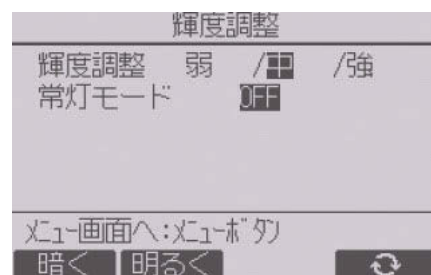 輝度調整
輝度調整 弱 /中 /強
常灯モード OFF
ﾒﾆｭｰ画面へ:ﾒﾆｭｰﾎﾞﾀﾝ
暗く 明るく